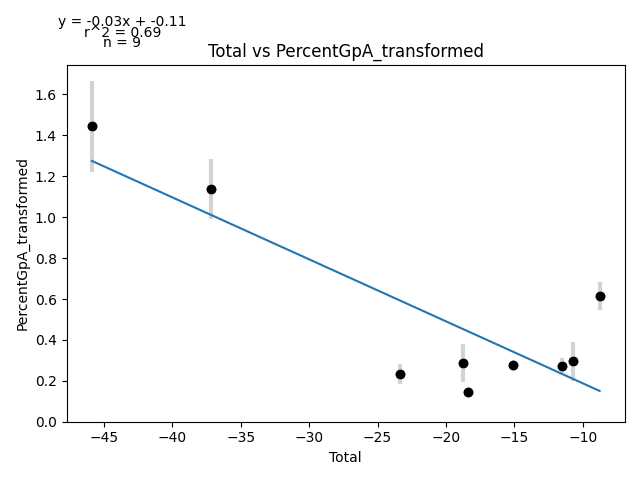 y = -0.03x + -0.11
r^2 = 0.69
n = 9
Total vs PercentGpA_transformed
PercentGpA_transformed
1.6
1.4
1.2
1.0
0.8
0.6
0.4
0.2
0.0
−45
−40
−35
−30
−25
−20
−15
−10
Total